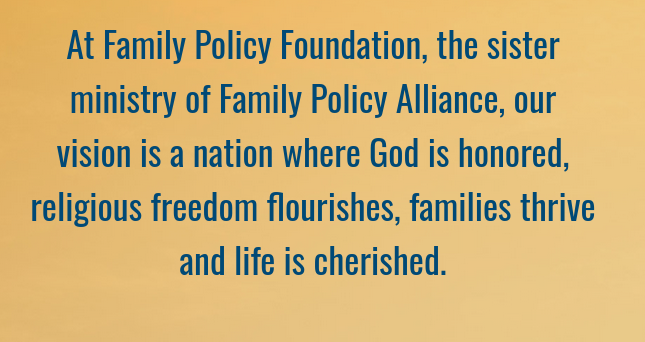 At Family Policy Foundation, the sister
ministry of Family Policy Alliance, our
vision is a nation where God is honored,
religious freedom flourishes, families thrive
and life is cherished.